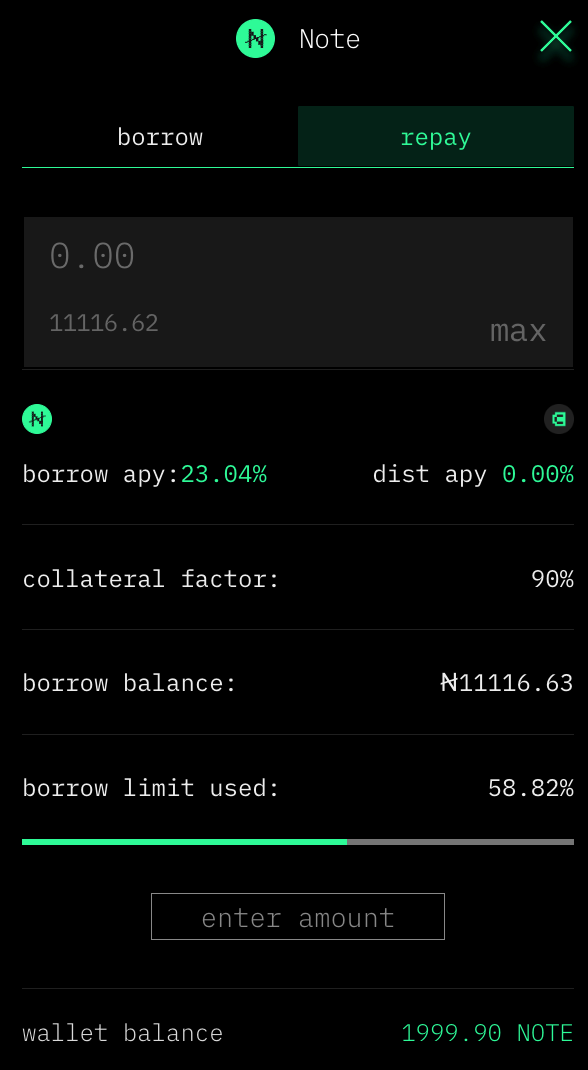 Note
borrow repay
0.00
11116.62 max
borrow apy:23.04% dist apy 0.00%
collateral factor: 90%
borrow balance: ₦11116.63
borrow limit used: 58.82%
enter amount
wallet balance 1999.90 NOTE